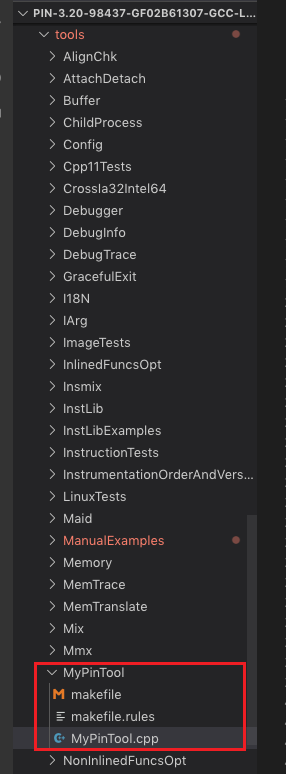 PIN-3.20-98437-GF02B61307-GCC-L...
tools
AlignChk
AttachDetach
Buffer
ChildProcess
Config
Cpp11Tests
CrossIa32Intel64
Debugger
DebugInfo
DebugTrace
GracefulExit
I18N
IArg
ImageTests
InlinedFuncsOpt
Insmix
InstLib
InstLibExamples
InstructionTests
InstrumentationOrderAndVers...
LinuxTests
Maid
ManualExamples
Memory
MemTrace
MemTranslate
Mix
Mmx
MyPinTool
makefile
makefile.rules
MyPinTool.cpp
NonInlinedFuncsOpt